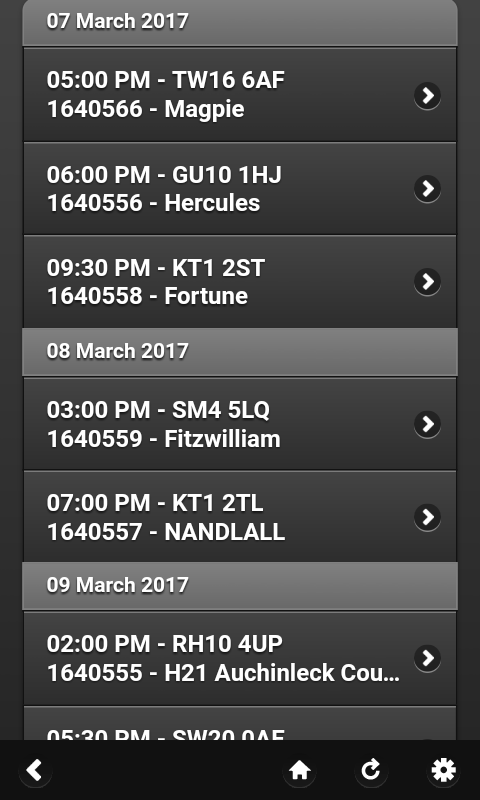 07 March 2017
05:00 PM - TW16 6AF
1640566 - Magpie
06:00 PM - GU10 1HJ
1640556 - Hercules
09:30 PM - KT1 2ST
1640558 - Fortune
08 March 2017
03:00 PM - SM4 5LQ
1640559 - Fitzwilliam
07:00 PM - KT1 2TL
1640557 - NANDLALL
09 March 2017
02:00 PM - RH10 4UP
1640555 - H21 Auchinleck Cou...
05:30 PM - SW20